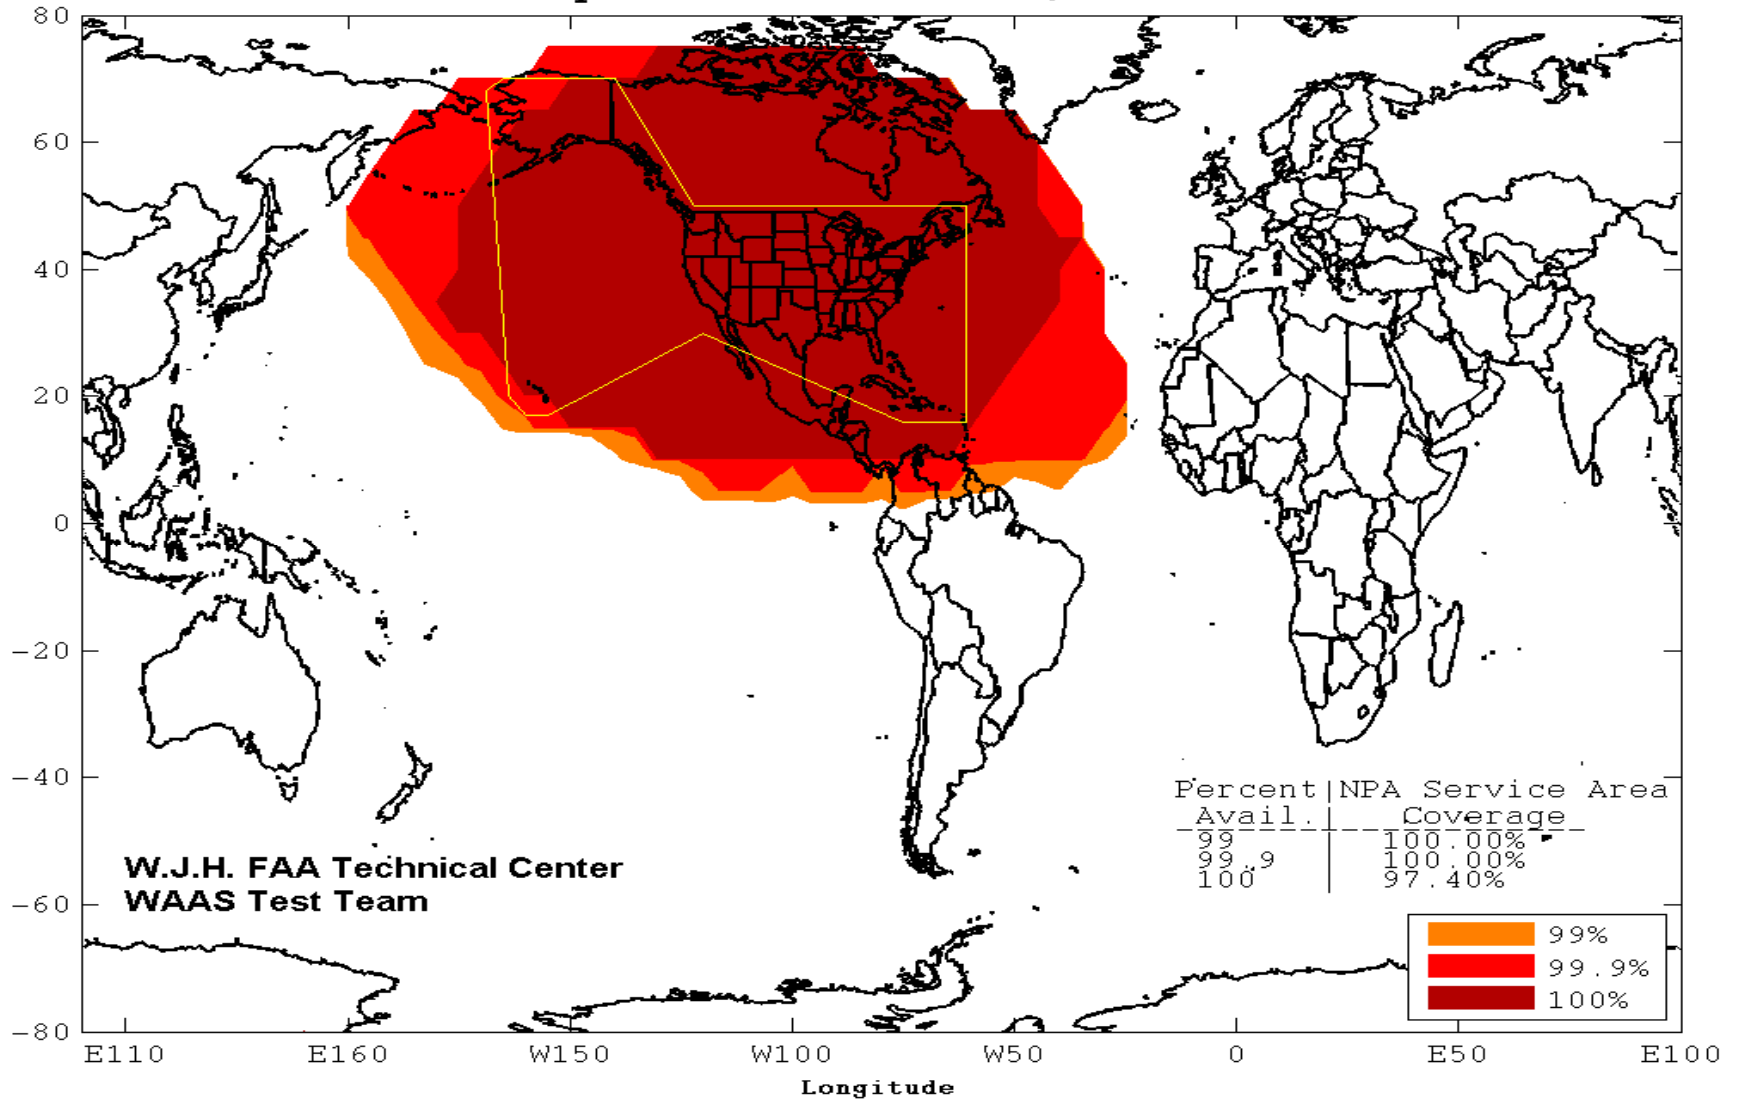 80
60
40
20
0
-20
-40
-60
-80
Percent|NPA Service Area
Avail.| Coverage
99 | 100.00%
99.9 | 100.00%
100 | 97.40%
W.J.H. FAA Technical Center
WAAS Test Team
99%
99.9%
100%
E110 E160 W150 W100 W50 0 E50 E100
Longitude